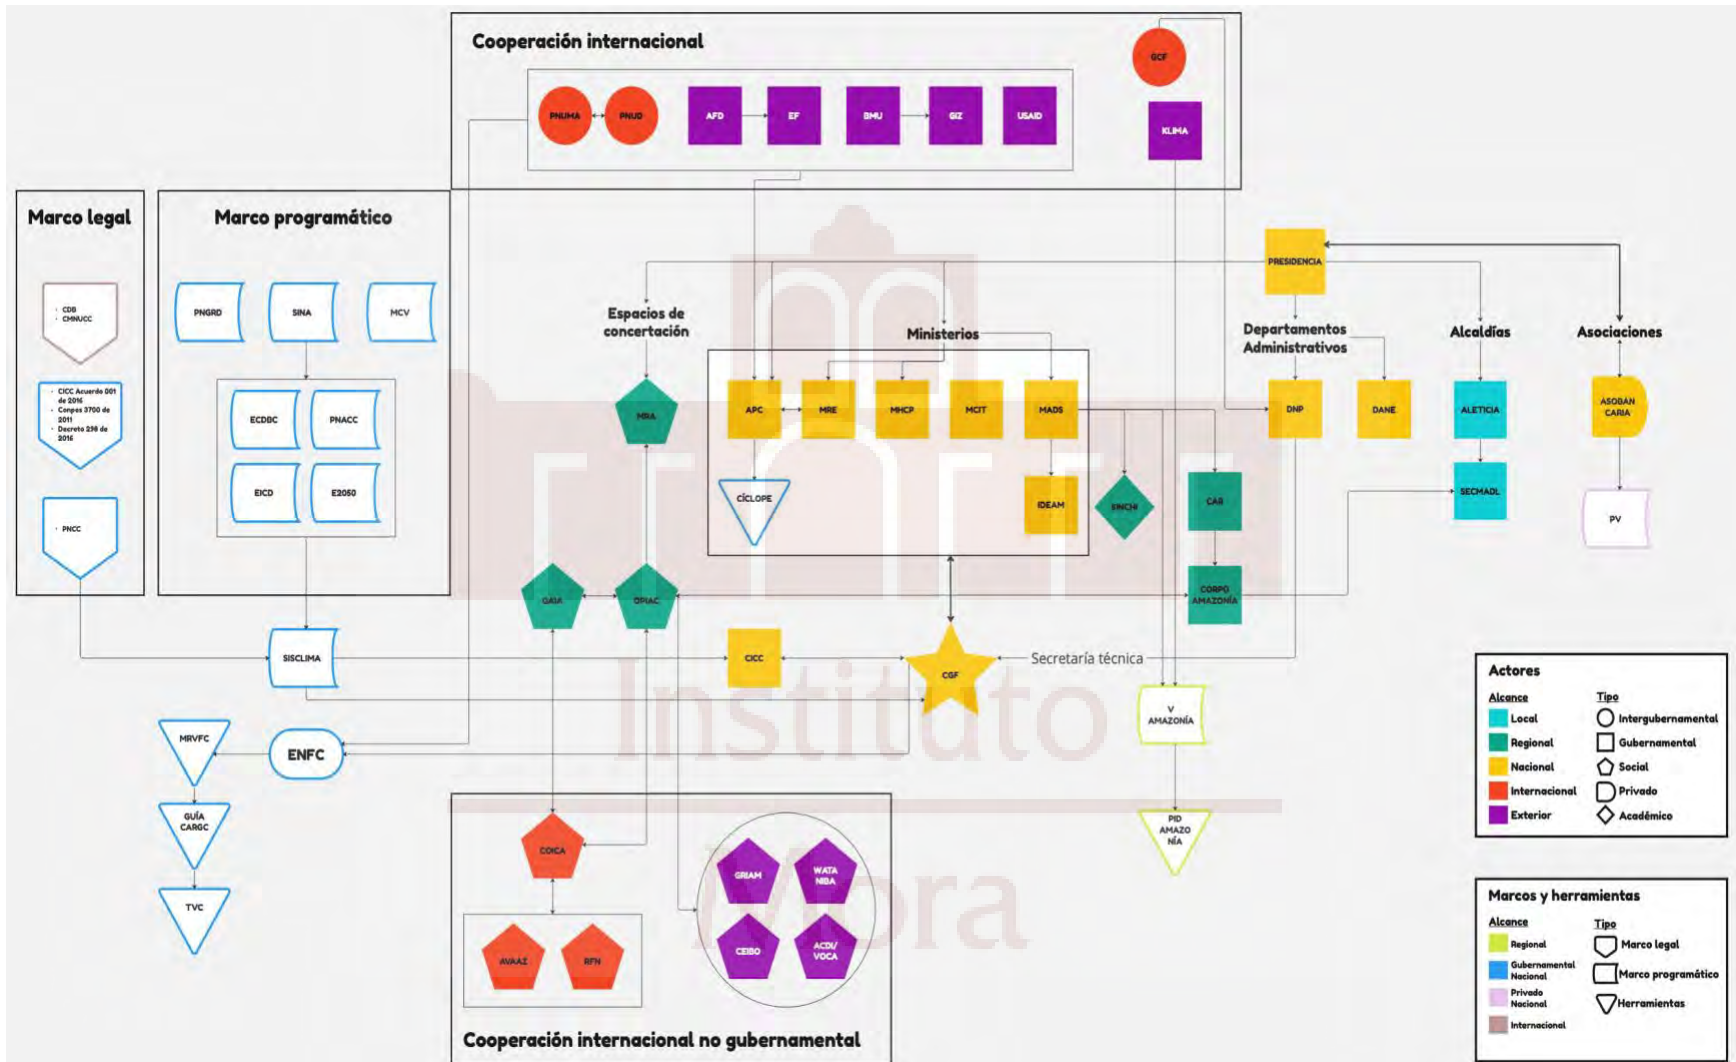 Cooperación internacional
GCF
PNUMA
PNUD
AFD
EF
BMU
GIZ
USAID
KLIMA
Marco legal
· CDB
· CMNUCC
· CICC Acuerdo 001
de 2016
· Conpes 3700 de
2011
· Decreto 298 de
2016
· PNCC
Marco programático
PNGRD
SINA
MCV
ECDBC
PNACC
EICD
E2050
PRESIDENCIA
Espacios de
concertación
Ministerios
Departamentos
Administrativos
Alcaldías
Asociaciones
MRA
APC
MRE
MHCP
MCIT
MADS
DNP
DANE
ALETICIA
ASOBAN
CARIA
CÍCLOPE
IDEAM
SINCHI
CAR
SECMADL
PV
GAIA
OPIAC
CORPO
AMAZONÍA
SISCLIMA
CICC
CGF
Secretaría técnica
V
AMAZONÍA
MRVFC
ENFC
GUÍA
CARGC
TVC
COICA
PID
AMAZO
NÍA
GRIAM
WATA
NIBA
CEIBO
ACDI/
VOCA
AVAAZ
RFN
Cooperación internacional no gubernamental
Instituto
Mora
Actores
Alcance
Tipo
Local
Intergubernamental
Regional
Gubernamental
Nacional
Social
Internacional
Privado
Exterior
Académico
Marcos y herramientas
Alcance
Tipo
Regional
Marco legal
Gubernamental
Nacional
Marco programático
Privado
Nacional
Herramientas
Internacional